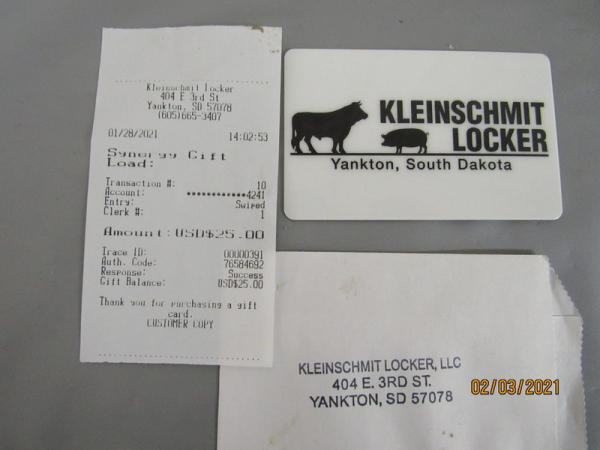 Kleinschmit Locker
404 E 3rd St
Yankton, SD 57078
(605)665-3407
01/28/2021 14:02:53
Synergy Gift
Load:
Transaction #: 10
Account: ************4241
Entry: Swiped
Clerk #: 1
Amount: USD$25.00
Trace ID: 00000391
Auth. Code: 76584692
Response: Success
Gift Balance: USD$25.00
Thank you for purchasing a gift
card.
CUSTOMER COPY
KLEINSCHMIT
LOCKER
Yankton, South Dakota
KLEINSCHMIT LOCKER, LLC
404 E. 3RD ST.
YANKTON, SD 57078
02/03/2021